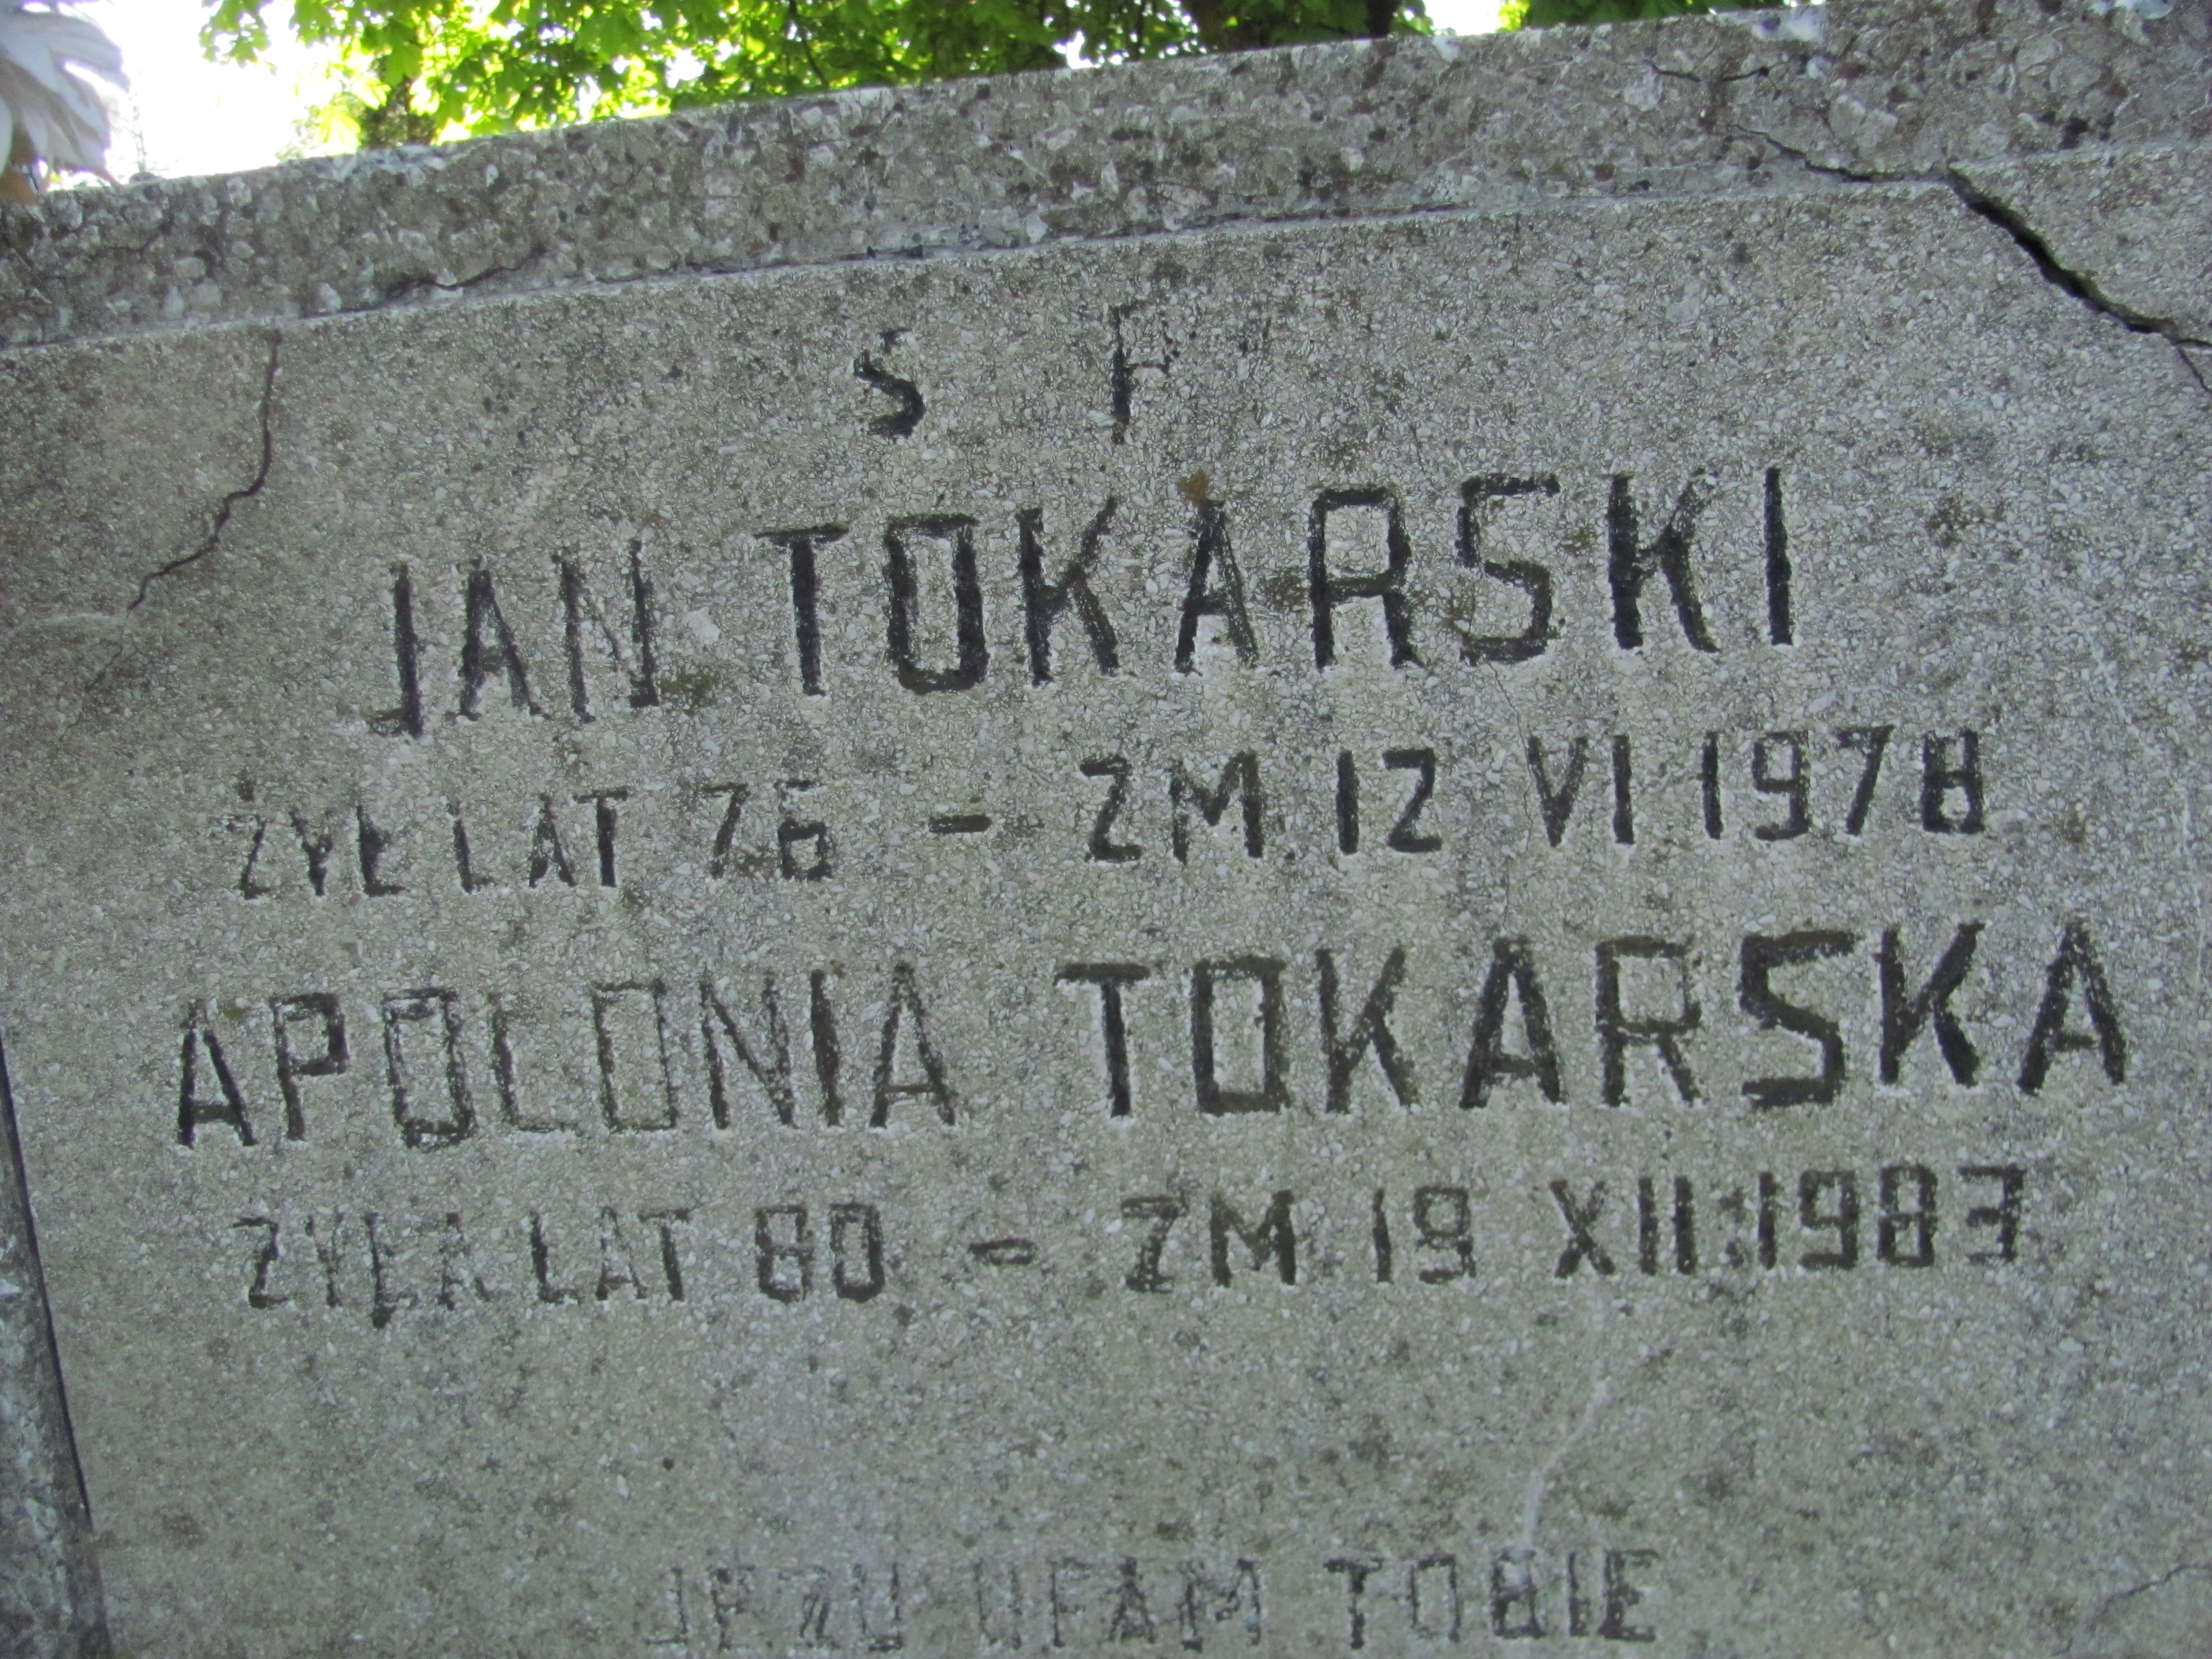 Ś P
JAN TOKARSKI
ŻYŁ LAT 76 - ZM 12 VI 1978
APOLONIA TOKARSKA
ŻYŁA LAT 80 - ZM 19 XII 1983
JEZU UFAM TOBIE